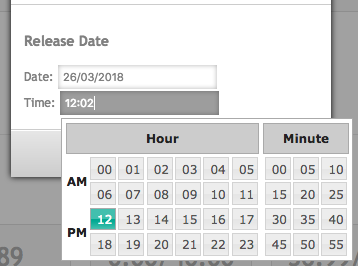 Release Date
Date: 26/03/2018
Time: 12:02
Hour Minute
AM 00 01 02 03 04 05 00 05 10
06 07 08 09 10 11 15 20 25
PM 12 13 14 15 16 17 30 35 40
18 19 20 21 22 23 45 50 55
89